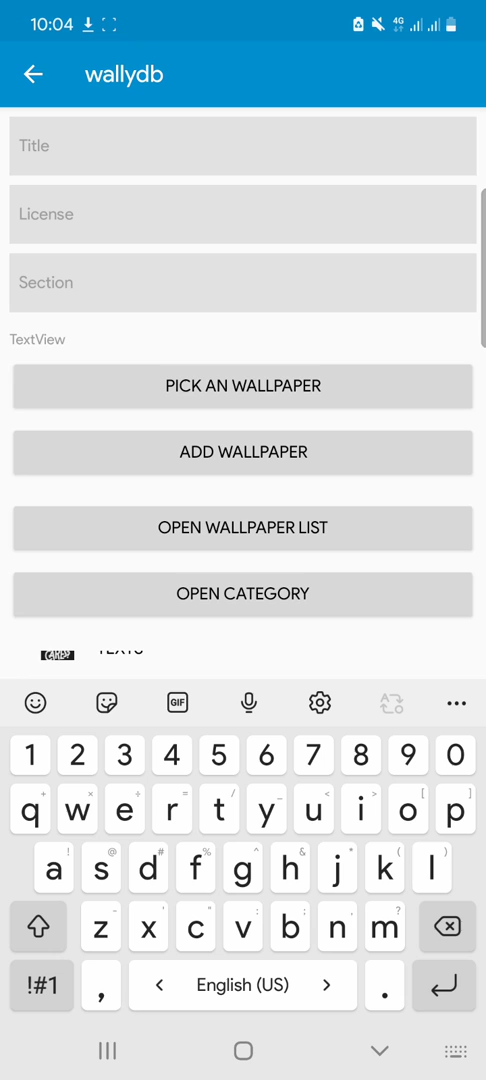 10:04
4G
wallydb
Title
License
Section
TextView
PICK AN WALLPAPER
ADD WALLPAPER
OPEN WALLPAPER LIST
OPEN CATEGORY
GIF
1 2 3 4 5 6 7 8 9 0
q w e r t y u i o p
a s d f g h j k l
z x c v b n m
!#1 , < English (US) > .